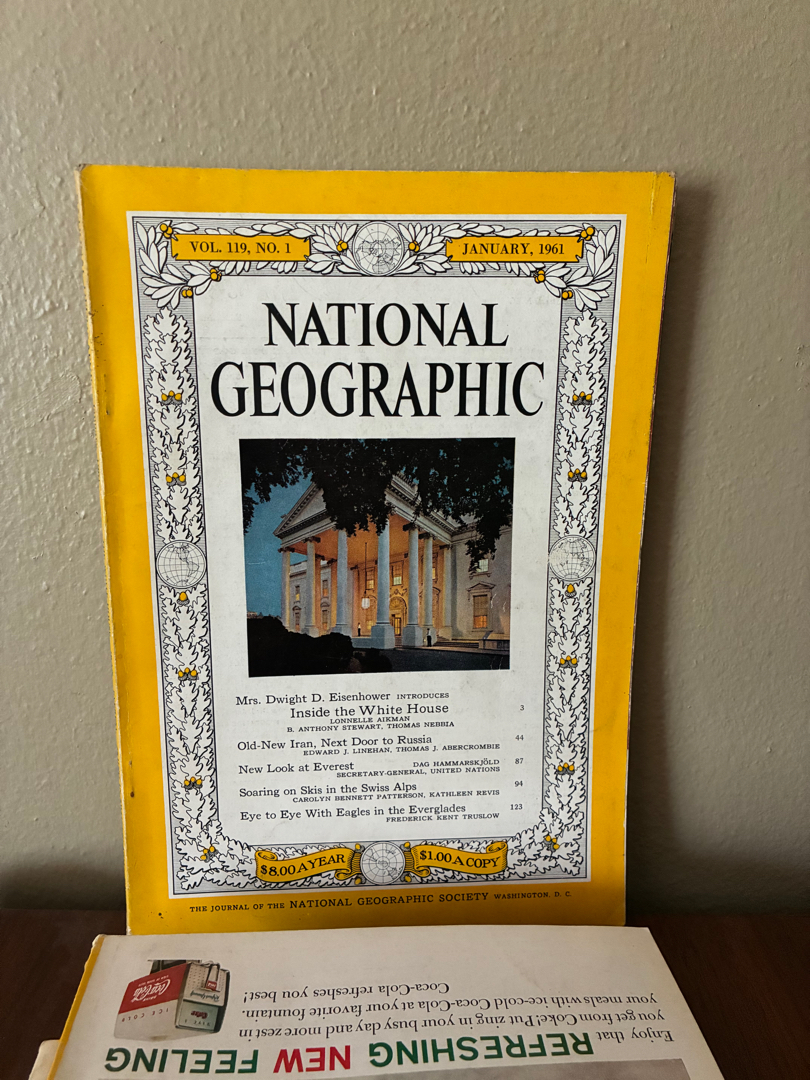 VOL. 119, NO. 1
JANUARY, 1961
NATIONAL
GEOGRAPHIC
Mrs. Dwight D. Eisenhower INTRODUCES
Inside the White House 3
LONNELLE AIKMAN
B. ANTHONY STEWART, THOMAS NEBBIA
Old-New Iran, Next Door to Russia 44
EDWARD J. LINEHAN, THOMAS J. ABERCROMBIE
New Look at Everest DAG HAMMARSKJÖLD 87
SECRETARY-GENERAL, UNITED NATIONS
Soaring on Skis in the Swiss Alps 94
CAROLYN BENNETT PATTERSON, KATHLEEN REVIS
Eye to Eye With Eagles in the Everglades 123
FREDERICK KENT TRUSLOW
$8.00 A YEAR
$1.00 A COPY
THE JOURNAL OF THE NATIONAL GEOGRAPHIC SOCIETY WASHINGTON, D. C.
REFRESHING NEW FEELING
Enjoy that
you get from Coke! Put zing in your day and more zest in
your meals with ice-cold Coca-Cola at your favorite fountain.
Coca-Cola refreshes you best!
ICE COLD
Coca-Cola